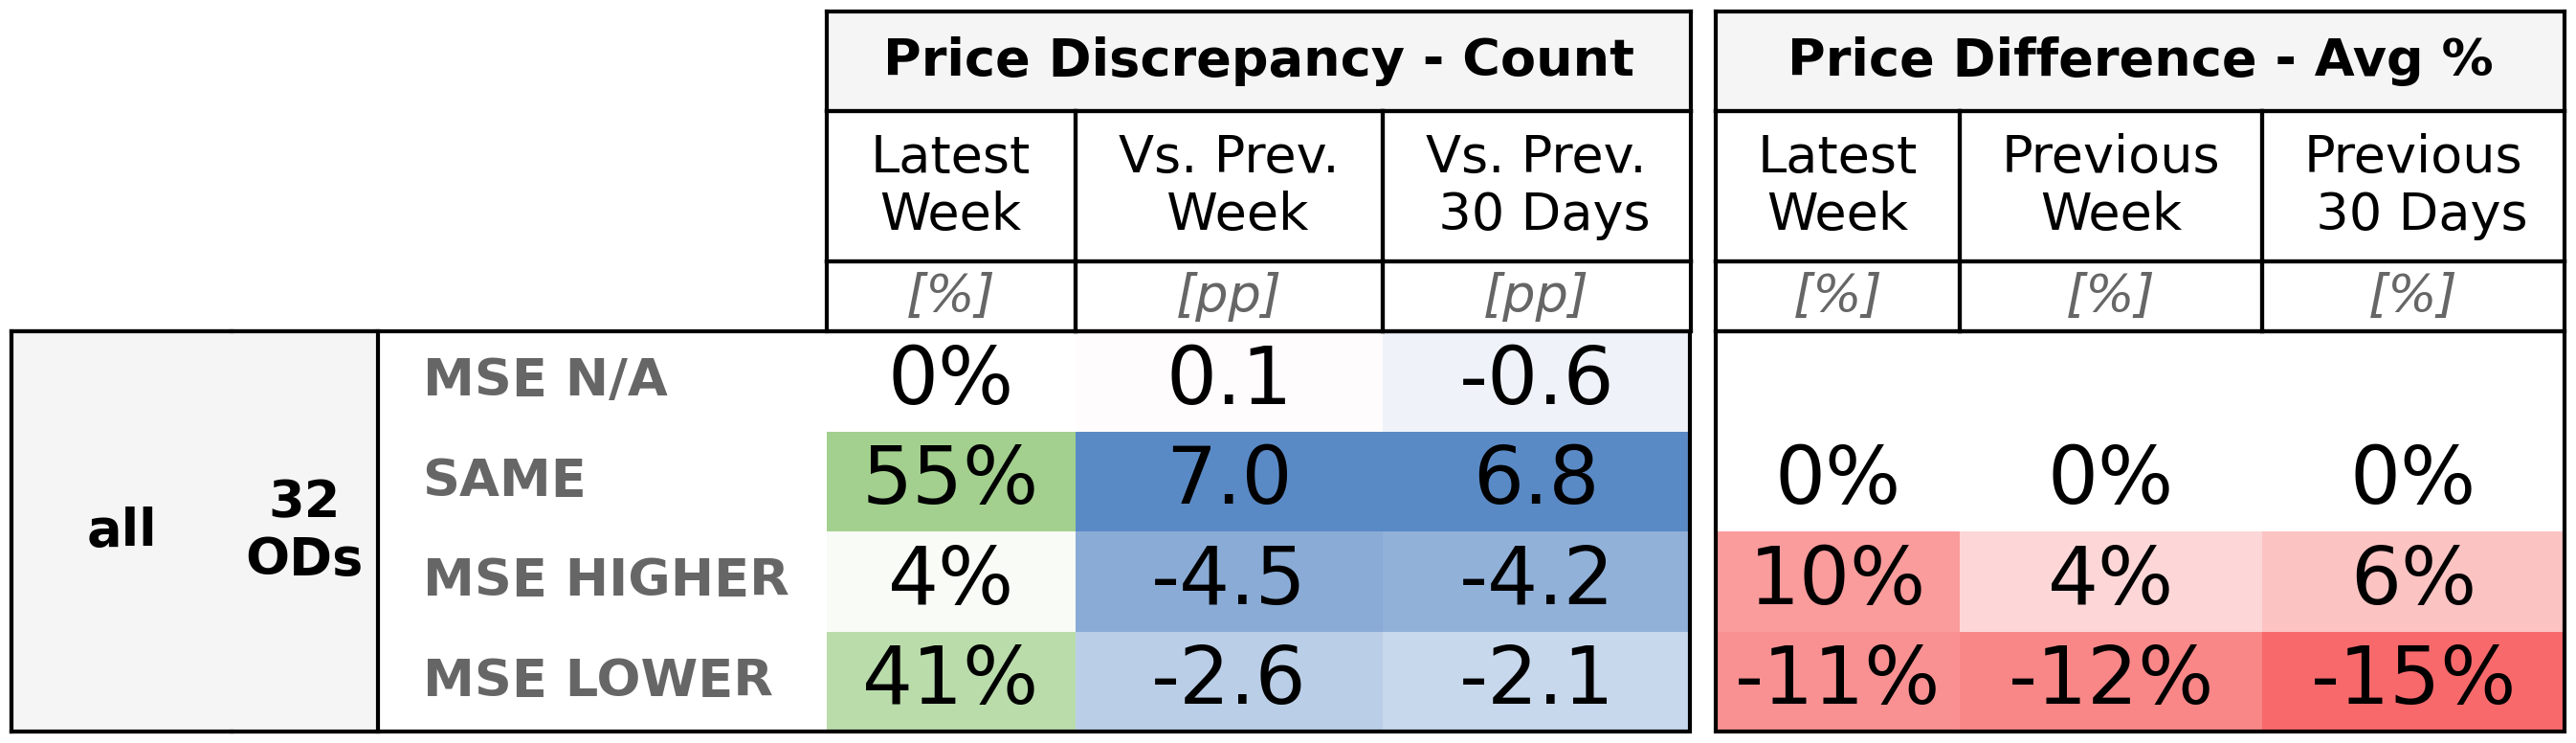 Price Discrepancy - Count Price Difference - Avg %
Latest Week Vs. Prev. Week Vs. Prev. 30 Days Latest Week Previous Week Previous 30 Days
[%] [pp] [pp] [%] [%] [%]
all 32 ODs
MSE N/A 0% 0.1 -0.6
SAME 55% 7.0 6.8 0% 0% 0%
MSE HIGHER 4% -4.5 -4.2 10% 4% 6%
MSE LOWER 41% -2.6 -2.1 -11% -12% -15%